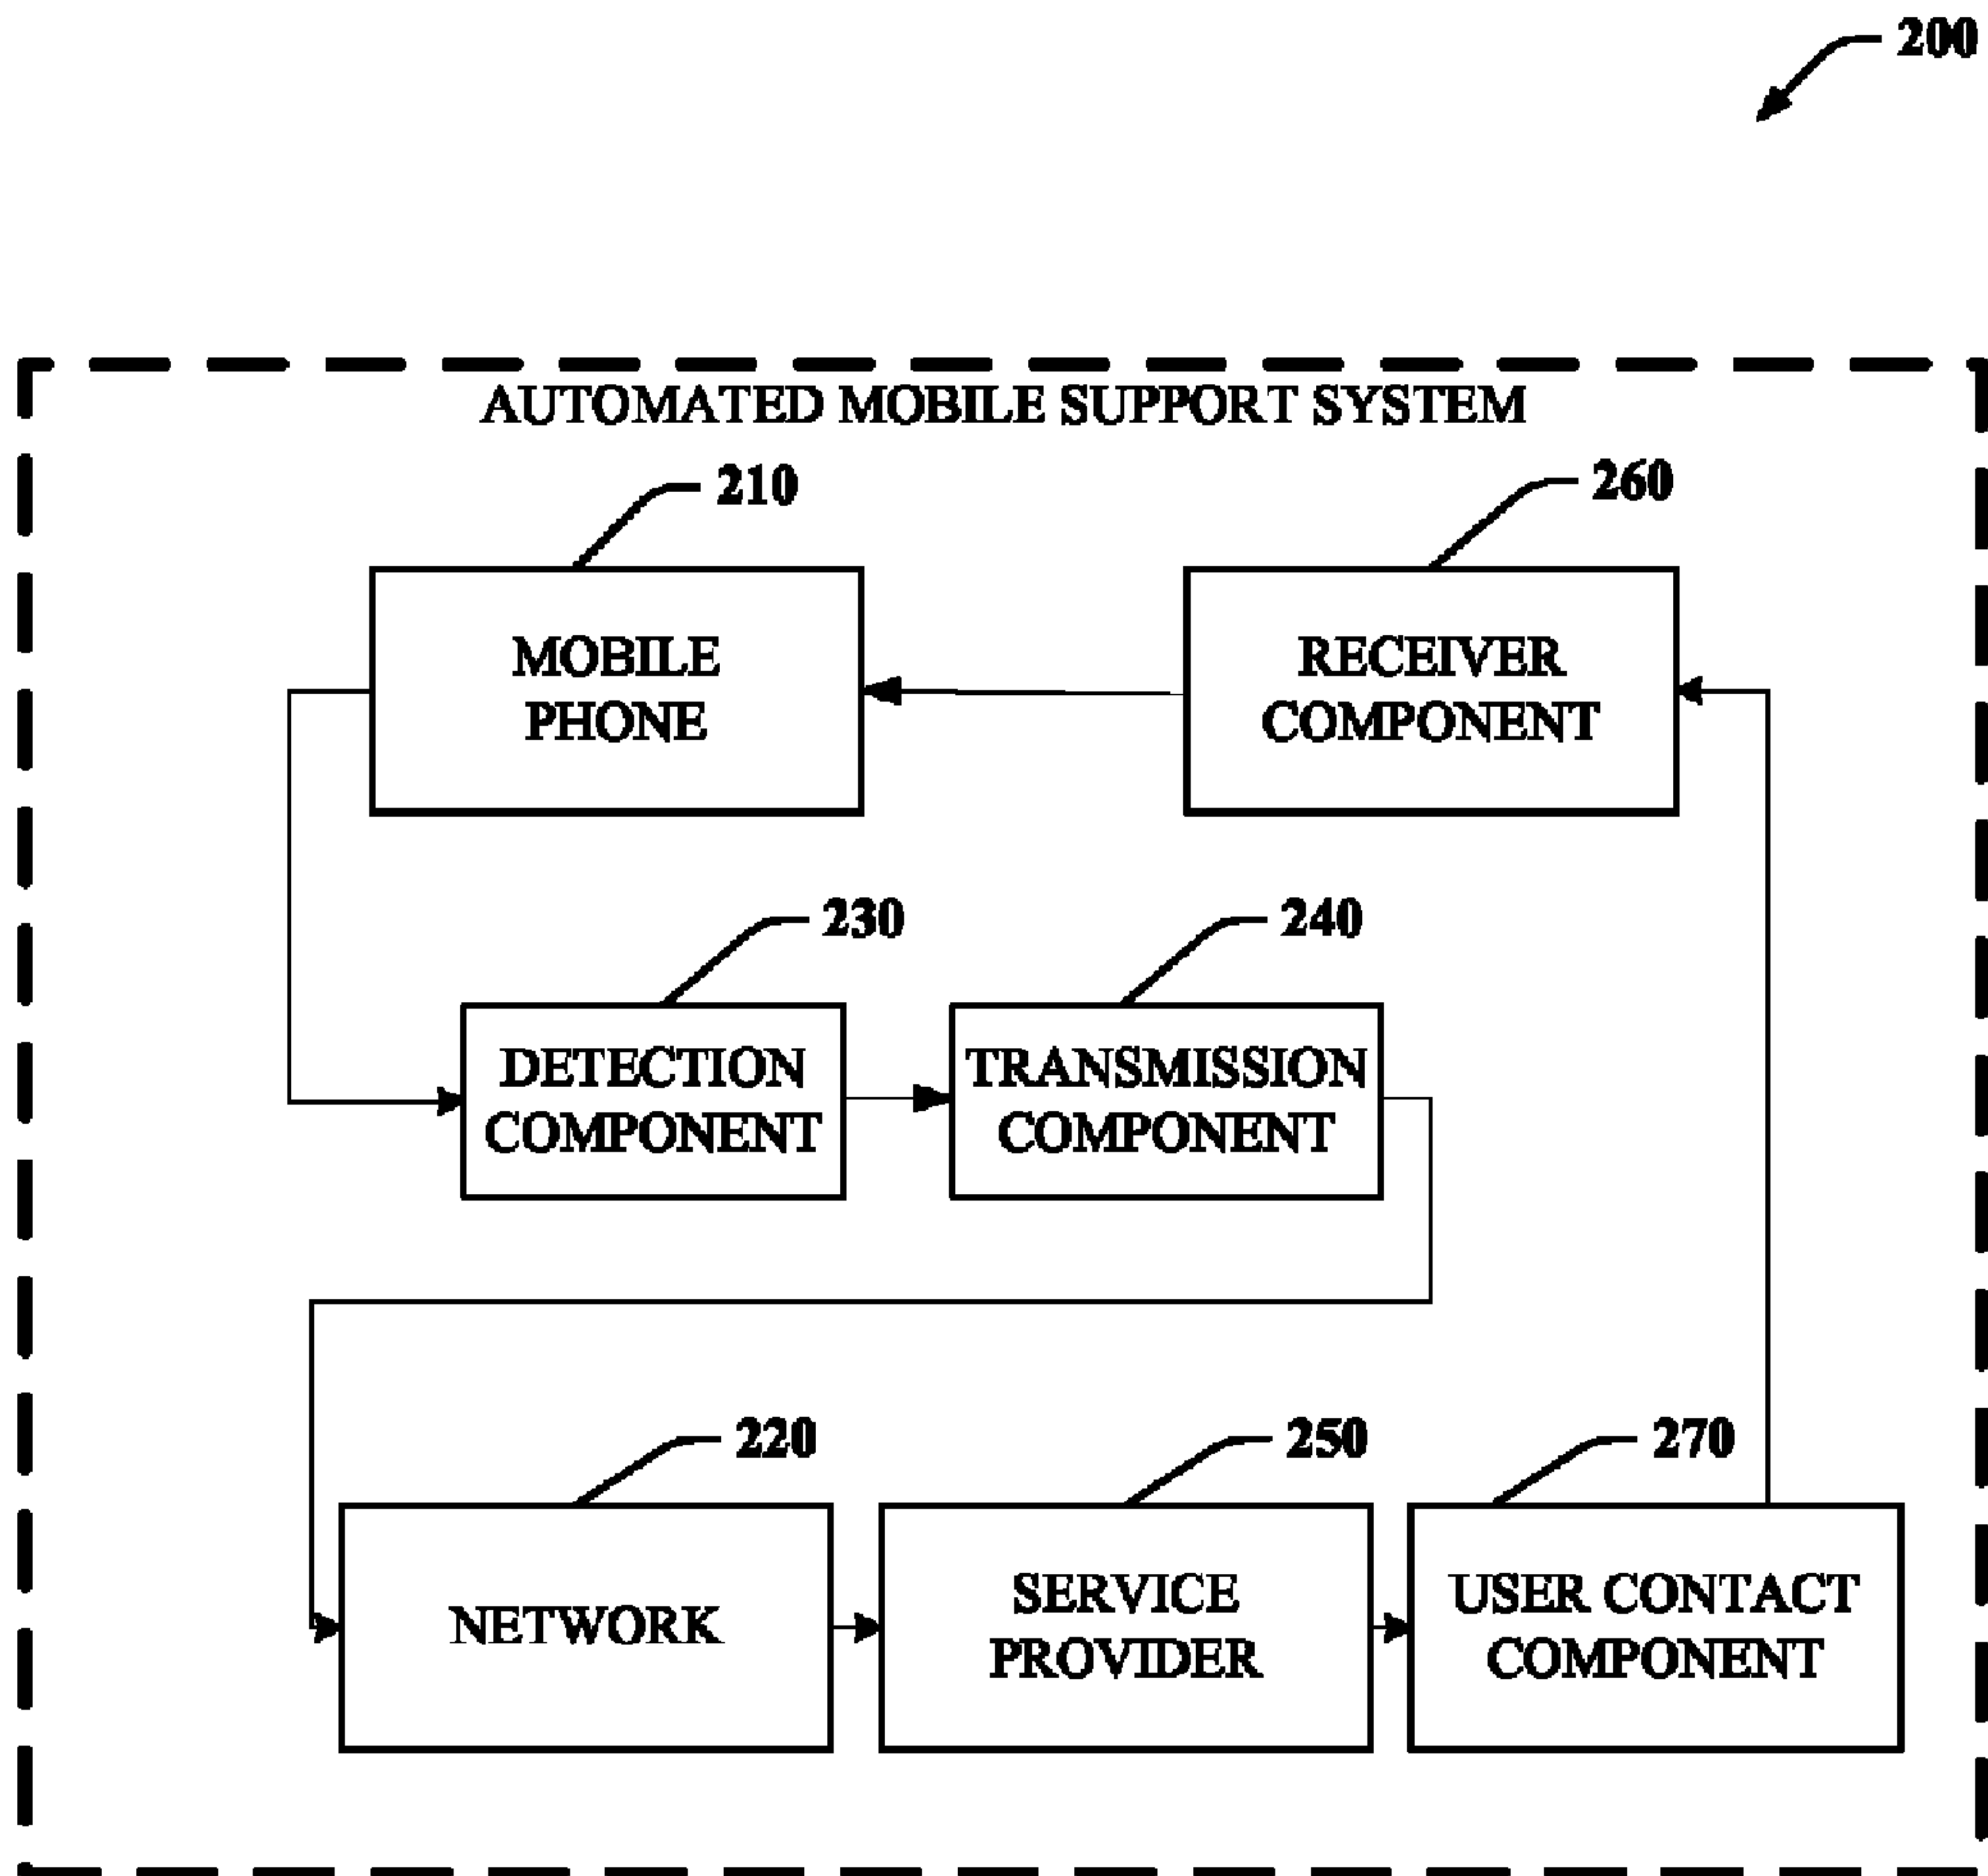 200
AUTOMATED MOBILE SUPPORT SYSTEM
210
260
MOBILE
PHONE
RECEIVER
COMPONENT
230
240
DETECTION
COMPONENT
TRANSMISSION
COMPONENT
220
250
270
NETWORK
SERVICE
PROVIDER
USER CONTACT
COMPONENT